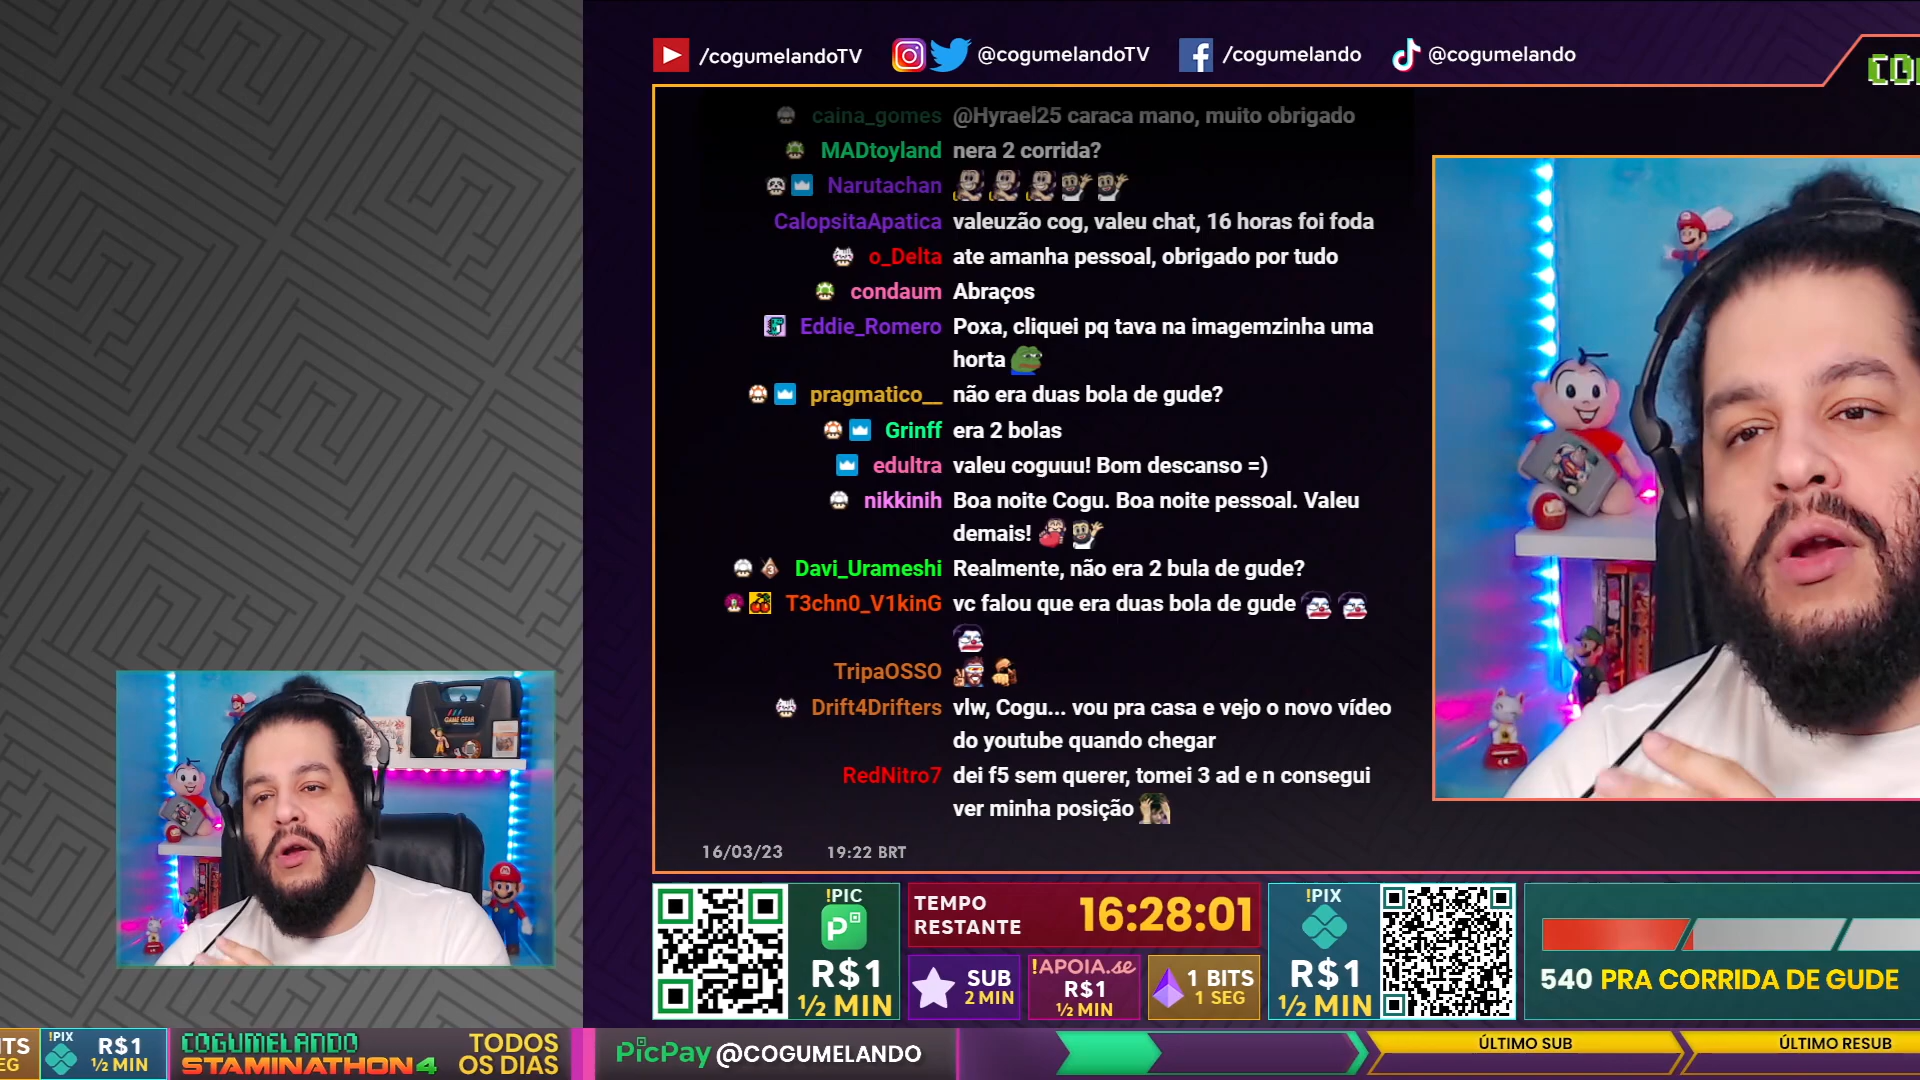 /cogumelandoTV
@cogumelandoTV
/cogumelando
@cogumelando
caina_gomes @Hyrael25 caraca mano, muito obrigado
MADtoyland nera 2 corrida?
Narutachan
CalopsitaApatica valeuzão cog, valeu chat, 16 horas foi foda
o_Delta ate amanha pessoal, obrigado por tudo
condaum Abraços
Eddie_Romero Poxa, cliquei pq tava na imagemzinha uma
horta
pragmatico__ não era duas bola de gude?
Grinff era 2 bolas
edultra valeu coguuu! Bom descanso =)
nikkinih Boa noite Cogu. Boa noite pessoal. Valeu
demais!
Davi_Urameshi Realmente, não era 2 bula de gude?
T3chn0_V1kinG vc falou que era duas bola de gude
TripaOSSO
Drift4Drifters vlw, Cogu... vou pra casa e vejo o novo vídeo
do youtube quando chegar
RedNitro7 dei f5 sem querer, tomei 3 ad e n consegui
ver minha posição
16/03/23 19:22 BRT
GAME GEAR
!PIC
R$1
½ MIN
TEMPO
RESTANTE
16:28:01
SUB
2 MIN
!APOIA.se
R$1
½ MIN
1 BITS
1 SEG
!PIX
R$1
½ MIN
540 PRA CORRIDA DE GUDE
ITS
EG
!PIX
R$1
½ MIN
COGUMELANDO
STAMINATHON 4
TODOS
OS DIAS
PicPay @COGUMELANDO
ÚLTIMO SUB
ÚLTIMO RESUB